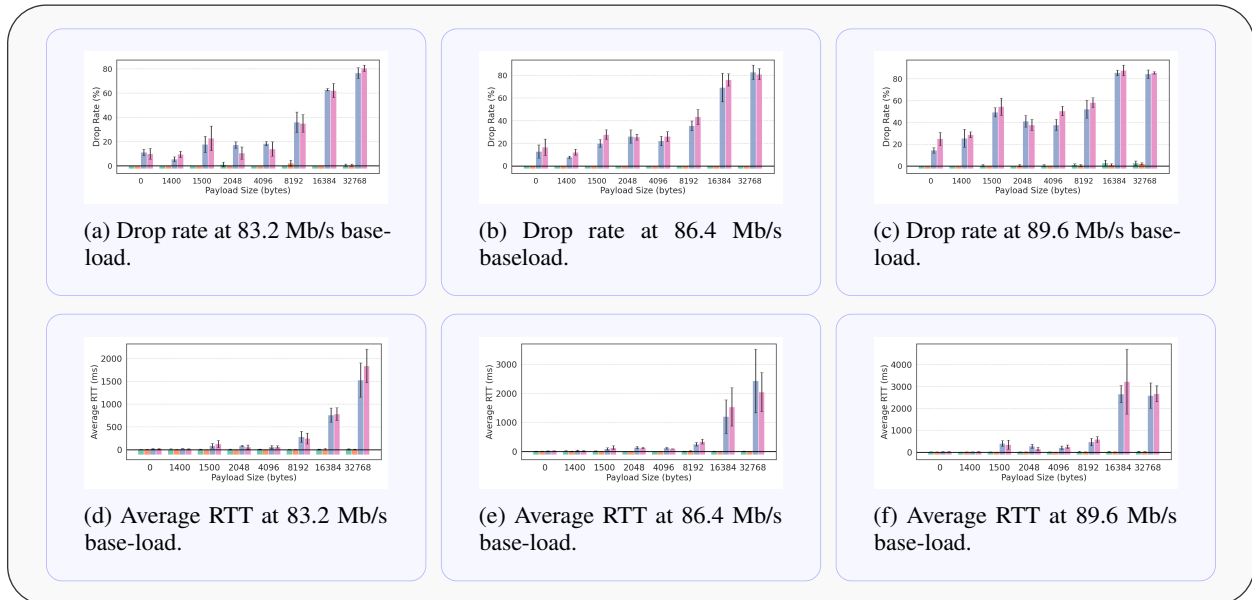 80
60
40
20
0
Drop Rate (%)
0 1400 1500 2048 4096 8192 16384 32768
Payload Size (bytes)
(a) Drop rate at 83.2 Mb/s base-
load.
80
60
40
20
0
Drop Rate (%)
0 1400 1500 2048 4096 8192 16384 32768
Payload Size (bytes)
(b) Drop rate at 86.4 Mb/s
baseload.
80
60
40
20
0
Drop Rate (%)
0 1400 1500 2048 4096 8192 16384 32768
Payload Size (bytes)
(c) Drop rate at 89.6 Mb/s base-
load.
2000
1500
1000
500
0
Average RTT (ms)
0 1400 1500 2048 4096 8192 16384 32768
Payload Size (bytes)
(d) Average RTT at 83.2 Mb/s
base-load.
3000
2000
1000
0
Average RTT (ms)
0 1400 1500 2048 4096 8192 16384 32768
Payload Size (bytes)
(e) Average RTT at 86.4 Mb/s
base-load.
4000
3000
2000
1000
0
Average RTT (ms)
0 1400 1500 2048 4096 8192 16384 32768
Payload Size (bytes)
(f) Average RTT at 89.6 Mb/s
base-load.